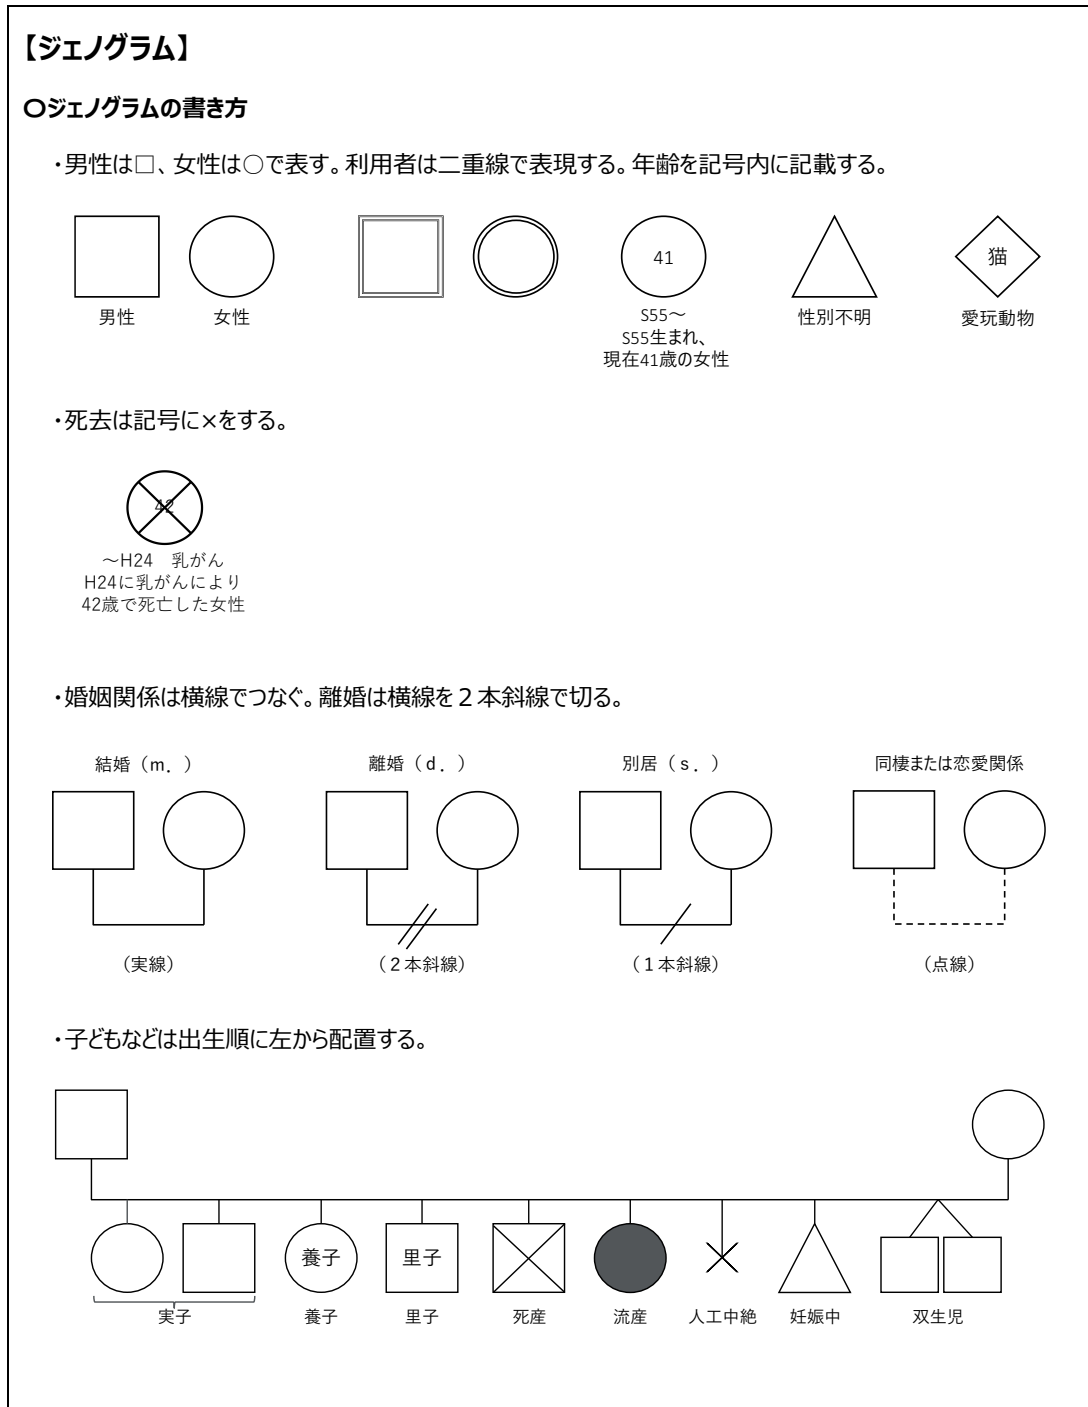 【ジェノグラム】
〇ジェノグラムの書き方
・男性は□、女性は○で表す。利用者は二重線で表現する。年齢を記号内に記載する。
41
猫
男性
女性
S55～
S55生まれ、
現在41歳の女性
性別不明
愛玩動物
・死去は記号に×をする。
42
～H24　乳がん
H24に乳がんにより
42歳で死亡した女性
・婚姻関係は横線でつなぐ。離婚は横線を２本斜線で切る。
結婚（m．）
離婚（ｄ．）
別居（ｓ．）
同棲または恋愛関係
（実線）
（２本斜線）
（１本斜線）
（点線）
・子どもなどは出生順に左から配置する。
養子
里子
実子
養子
里子
死産
流産
人工中絶
妊娠中
双生児